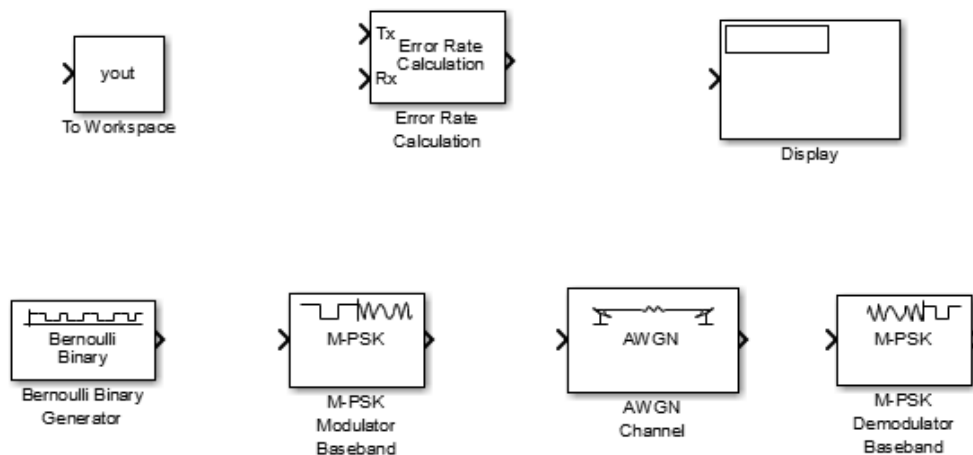 yout
To Workspace
Tx
Error Rate
Calculation
Rx
Error Rate
Calculation
Display
Bernoulli
Binary
Bernoulli Binary
Generator
M-PSK
M-PSK
Modulator
Baseband
AWGN
AWGN
Channel
M-PSK
M-PSK
Demodulator
Baseband